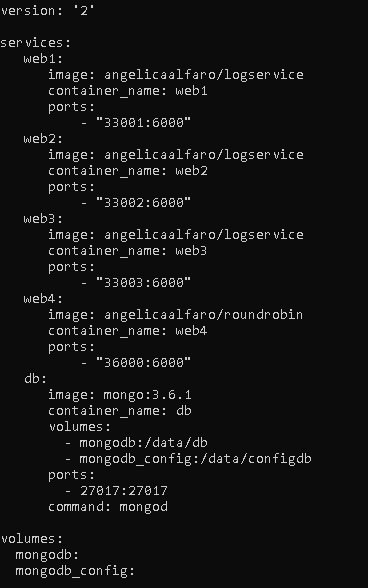 version: '2'

services:
   web1:
      image: angelicaalfaro/logservice
      container_name: web1
      ports:
          - "33001:6000"
   web2:
      image: angelicaalfaro/logservice
      container_name: web2
      ports:
          - "33002:6000"
   web3:
      image: angelicaalfaro/logservice
      container_name: web3
      ports:
          - "33003:6000"
   web4:
      image: angelicaalfaro/roundrobin
      container_name: web4
      ports:
          - "36000:6000"
   db:
      image: mongo:3.6.1
      container_name: db
      volumes:
        - mongodb:/data/db
        - mongodb_config:/data/configdb
      ports:
        - 27017:27017
      command: mongod

volumes:
  mongodb:
  mongodb_config: